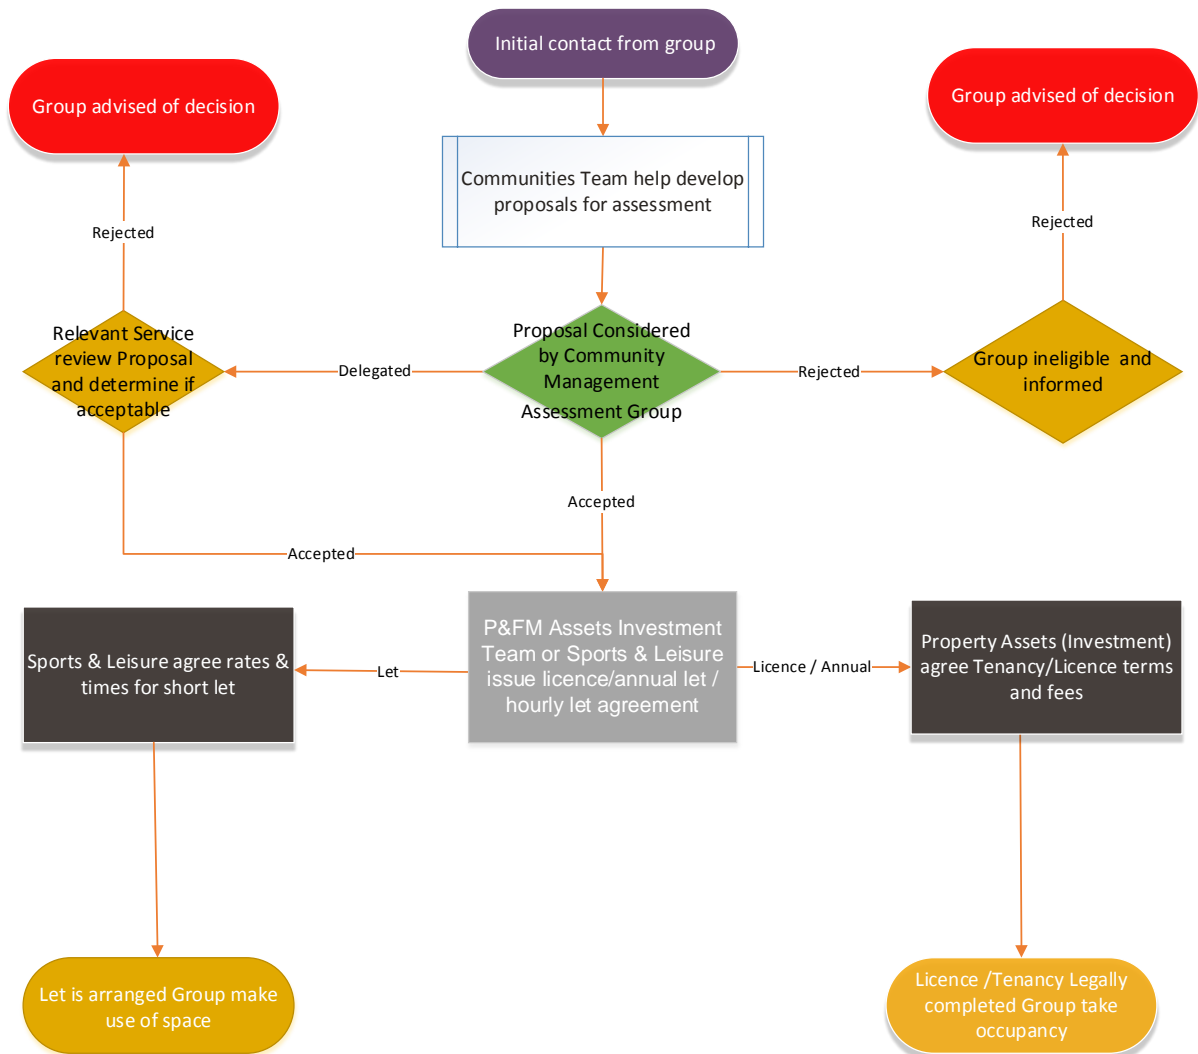 Initial contact from group
Group advised of decision
Group advised of decision
Communities Team help develop
proposals for assessment
Rejected
Rejected
Relevant Service
review Proposal
and determine if
acceptable
Delegated
Proposal Considered
by Community
Management
Assessment Group
Rejected
Group ineligible and
informed
Accepted
Accepted
Sports & Leisure agree rates &
times for short let
Let
P&FM Assets Investment
Team or Sports & Leisure
issue licence/annual let /
hourly let agreement
Licence / Annual
Property Assets (Investment)
agree Tenancy/Licence terms
and fees
Let is arranged Group make
use of space
Licence /Tenancy Legally
completed Group take
occupancy